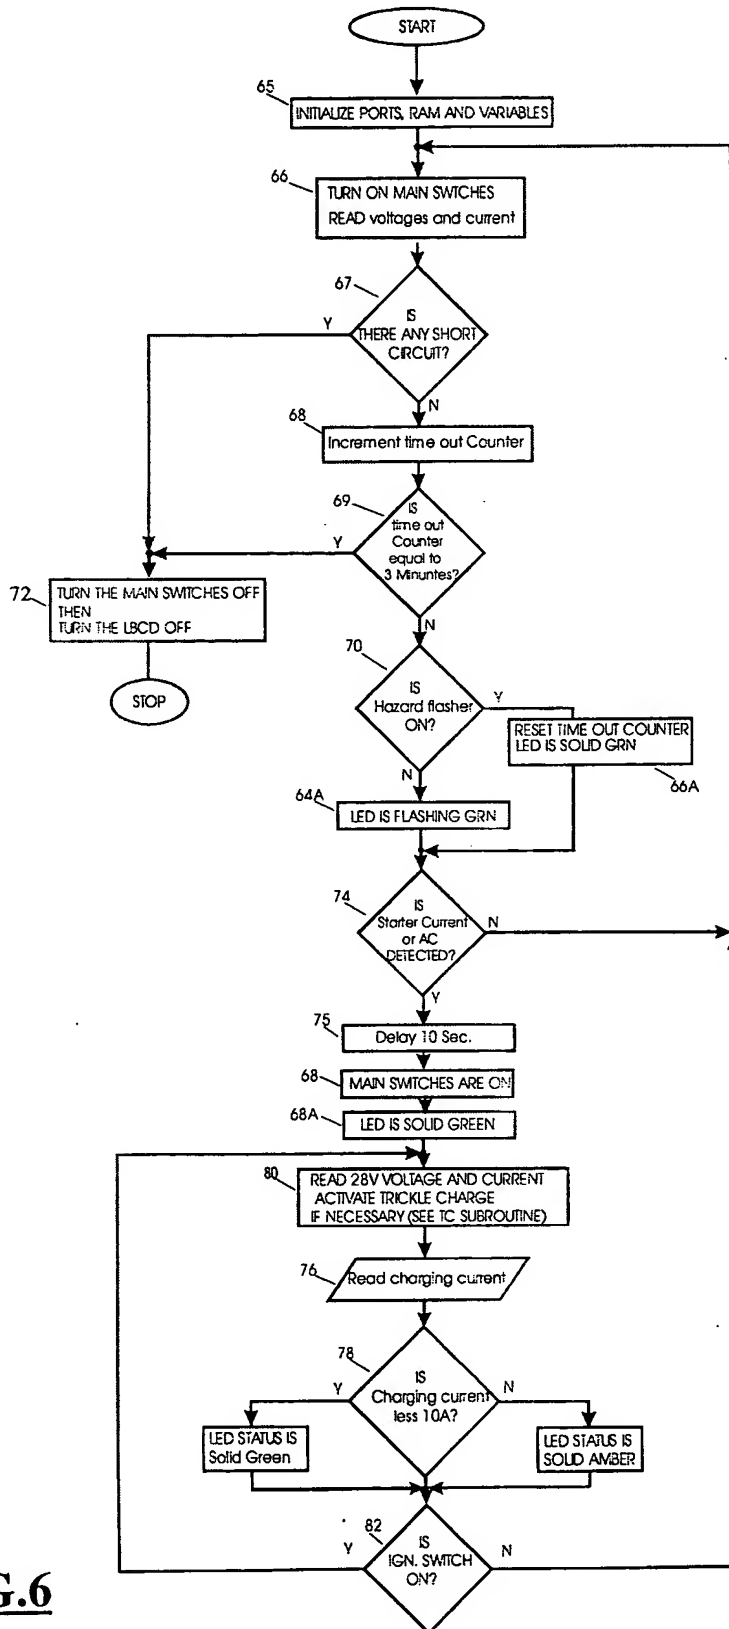 START
65
INITIALIZE PORTS, RAM AND VARIABLES
66
TURN ON MAIN SWTCHES
READ voltages and current
67
IS
THERE ANY SHORT
CIRCUIT?
Y
N
68
Increment time out Counter
69
IS
time out
Counter
equal to
3 Minuntes?
Y
N
72
TURN THE MAIN SWITCHES OFF
THEN
TURN THE LBCD OFF
STOP
70
IS
Hazard flasher
ON?
Y
N
RESET TIME OUT COUNTER
LED IS SOLID GRN
66A
64A
LED IS FLASHING GRN
74
IS
Starter Current
or AC
DETECTED?
N
Y
75
Delay 10 Sec.
68
MAIN SWITCHES ARE ON
68A
LED IS SOLID GREEN
80
READ 28V VOLTAGE AND CURRENT
ACTIVATE TRICKLE CHARGE
IF NECESSARY (SEE TC SUBROUTINE)
76
Read charging current
78
IS
Charging current
less 10A?
Y
N
LED STATUS IS
Solid Green
LED STATUS IS
SOLID AMBER
82
IS
IGN. SWITCH
ON?
Y
N
G.6